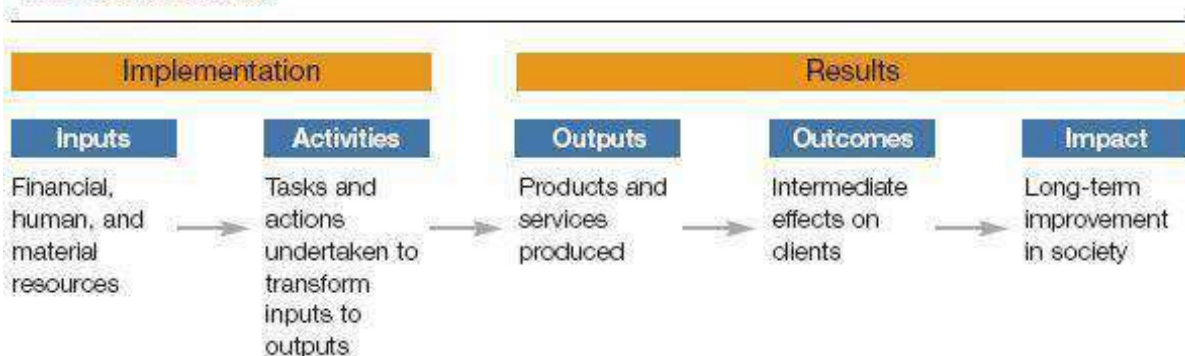 Implementation
Results
Inputs
Activities
Outputs
Outcomes
Impact
Financial,
human, and
material
resources
Tasks and
actions
undertaken to
transform
inputs to
outputs
Products and
services
produced
Intermediate
effects on
clients
Long-term
improvement
in society